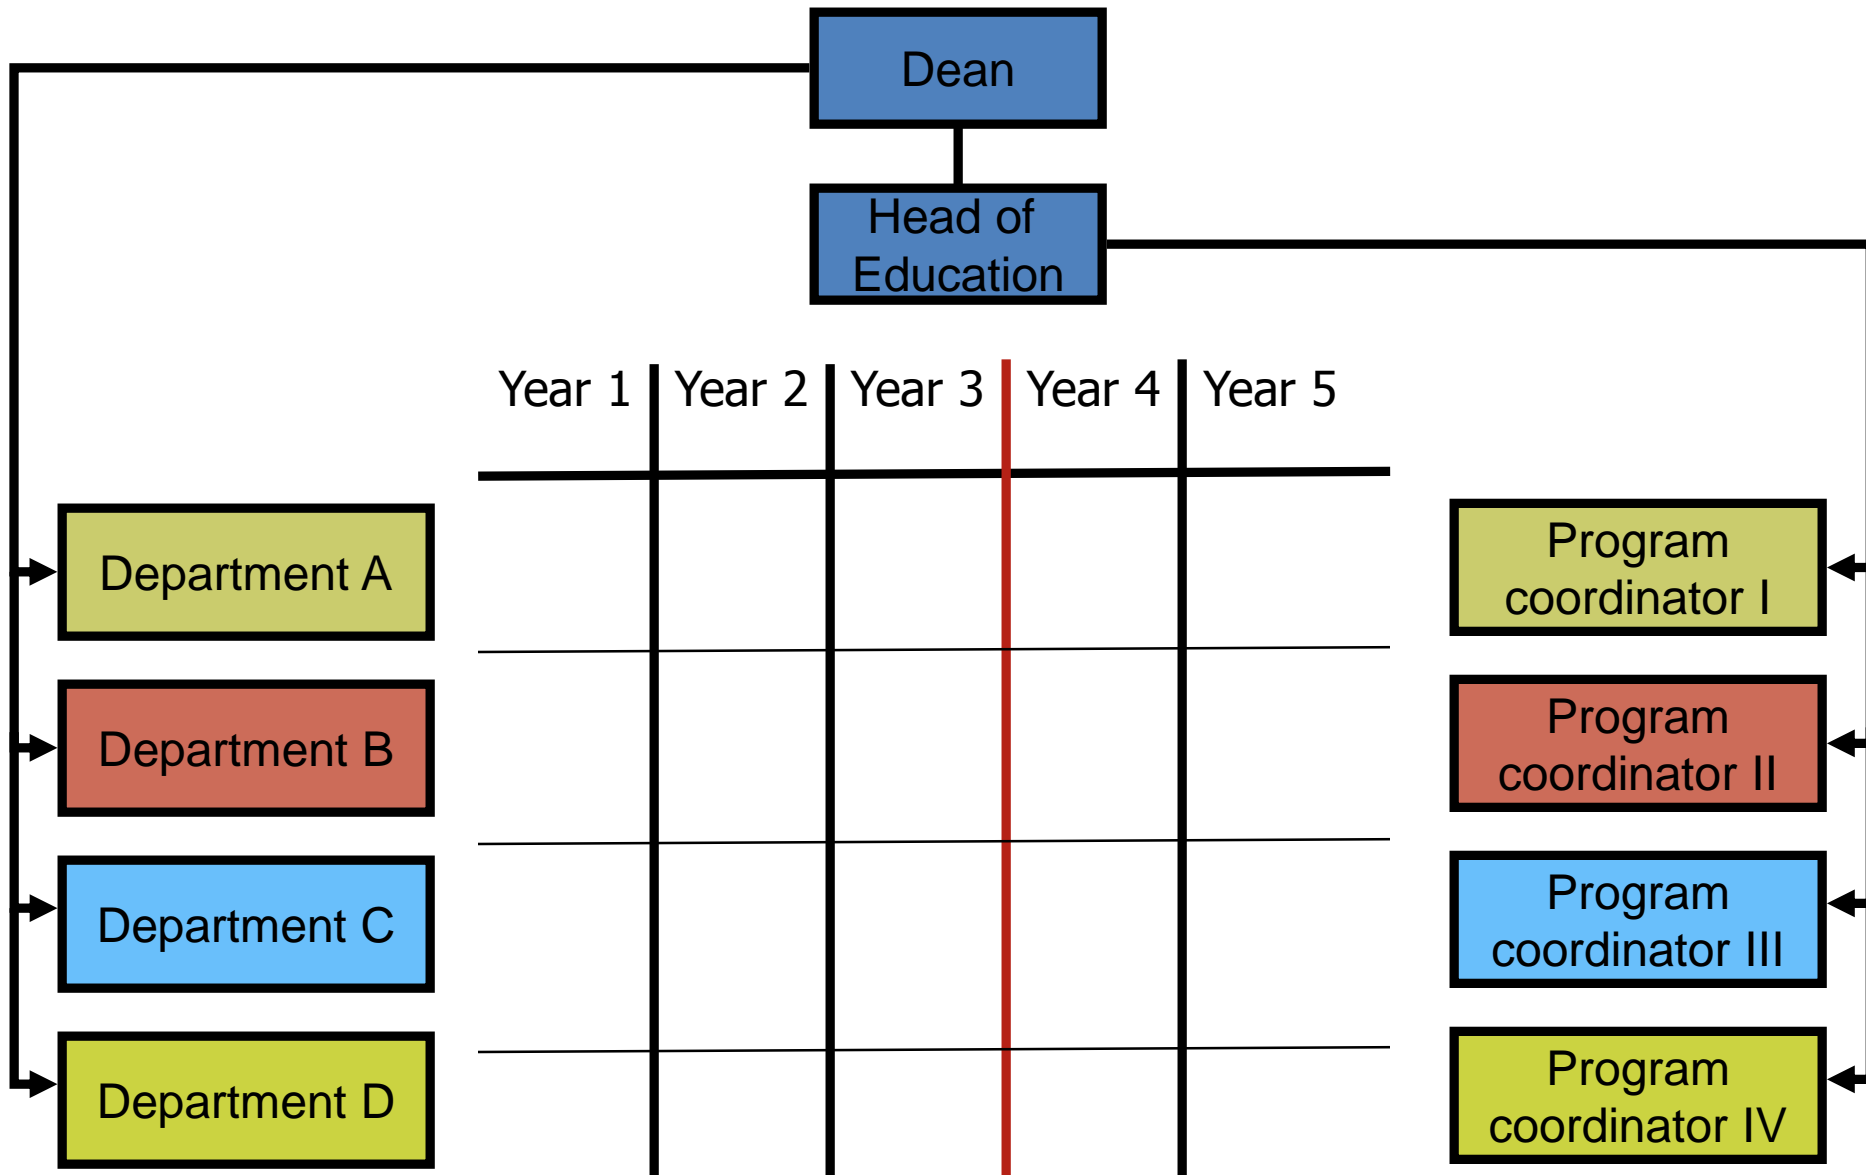 Dean
Head of
Education
Year 1 Year 2 Year 3 Year 4 Year 5
Department A
Program
coordinator I
Department B
Program
coordinator II
Department C
Program
coordinator III
Department D
Program
coordinator IV